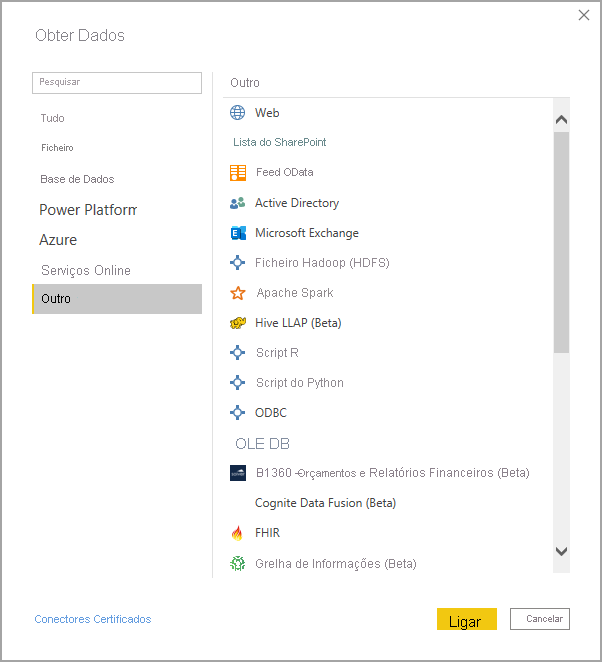 Obter Dados
Pesquisar
Tudo
Ficheiro
Base de Dados
Power Platform
Azure
Serviços Online
Outro
Outro
Web
Lista do SharePoint
Feed OData
Active Directory
Microsoft Exchange
Ficheiro Hadoop (HDFS)
Apache Spark
Hive LLAP (Beta)
Script R
Script do Python
ODBC
OLE DB
B1360 -Orçamentos e Relatórios Financeiros (Beta)
Cognite Data Fusion (Beta)
FHIR
Grelha de Informações (Beta)
Conectores Certificados
Ligar
Cancelar